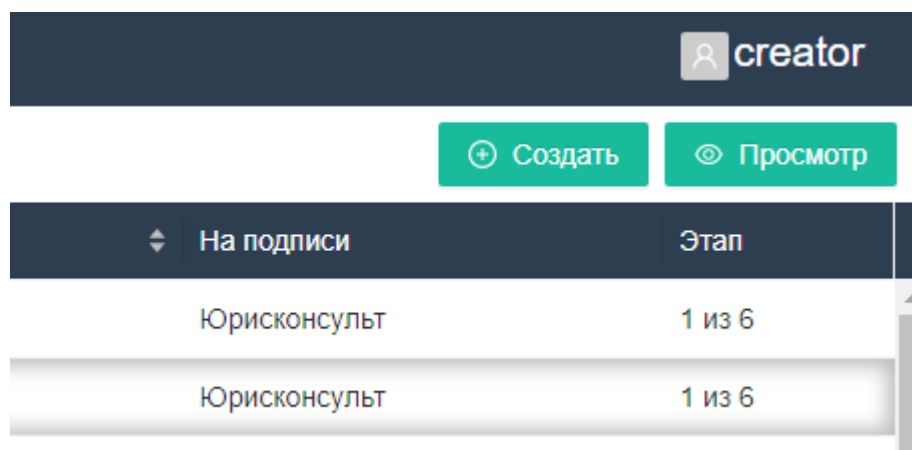 creator
Создать Просмотр
На подписи Этап
Юрисконсульт 1 из 6
Юрисконсульт 1 из 6